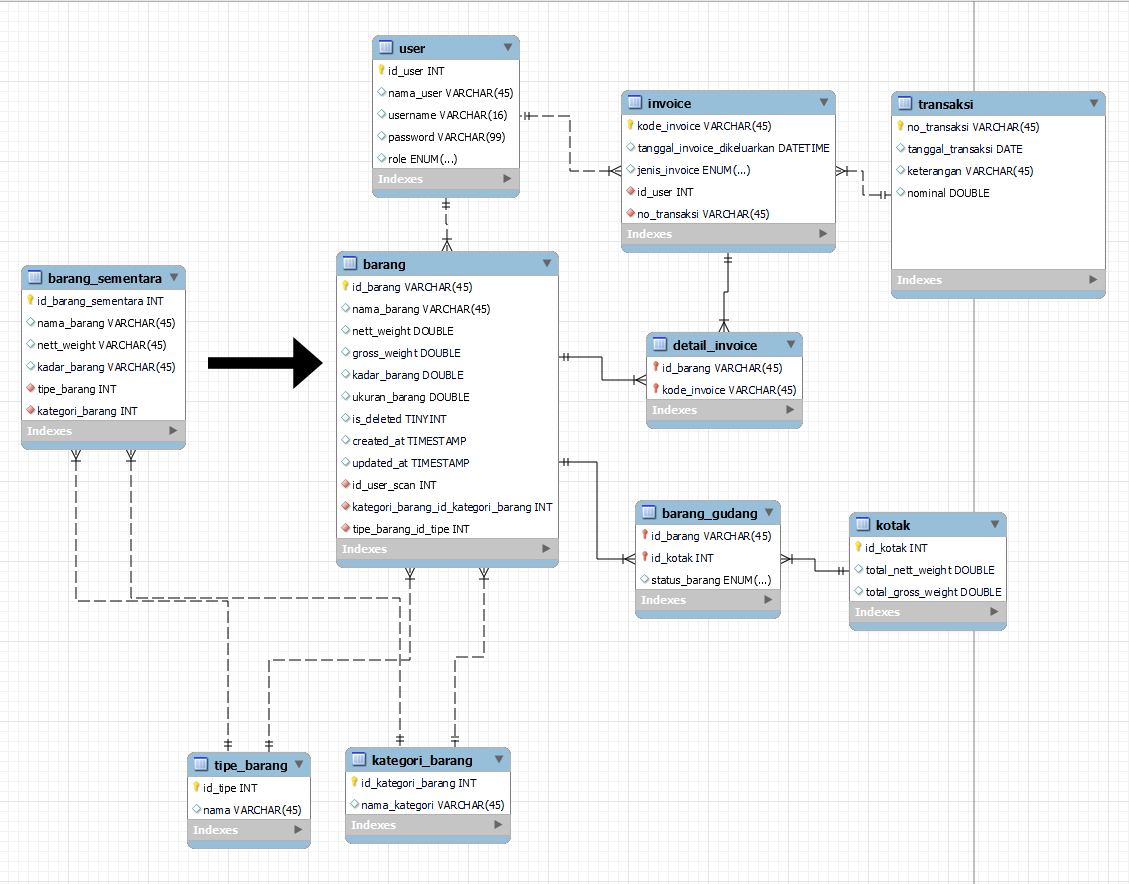 user
id_user INT
nama_user VARCHAR(45)
username VARCHAR(16)
password VARCHAR(99)
role ENUM(...)
Indexes
invoice
kode_invoice VARCHAR(45)
tanggal_invoice_dikeluarkan DATETIME
jenis_invoice ENUM(...)
id_user INT
no_transaksi VARCHAR(45)
Indexes
transaksi
no_transaksi VARCHAR(45)
tanggal_transaksi DATE
keterangan VARCHAR(45)
nominal DOUBLE
Indexes
barang_sementara
id_barang_sementara INT
nama_barang VARCHAR(45)
nett_weight VARCHAR(45)
kadar_barang VARCHAR(45)
tipe_barang INT
kategori_barang INT
Indexes
barang
id_barang VARCHAR(45)
nama_barang VARCHAR(45)
nett_weight DOUBLE
gross_weight DOUBLE
kadar_barang DOUBLE
ukuran_barang DOUBLE
is_deleted TINYINT
created_at TIMESTAMP
updated_at TIMESTAMP
id_user_scan INT
kategori_barang_id_kategori_barang INT
tipe_barang_id_tipe INT
Indexes
detail_invoice
id_barang VARCHAR(45)
kode_invoice VARCHAR(45)
Indexes
barang_gudang
id_barang VARCHAR(45)
id_kotak INT
status_barang ENUM(...)
Indexes
kotak
id_kotak INT
total_nett_weight DOUBLE
total_gross_weight DOUBLE
Indexes
tipe_barang
id_tipe INT
nama VARCHAR(45)
Indexes
kategori_barang
id_kategori_barang INT
nama_kategori VARCHAR(45)
Indexes